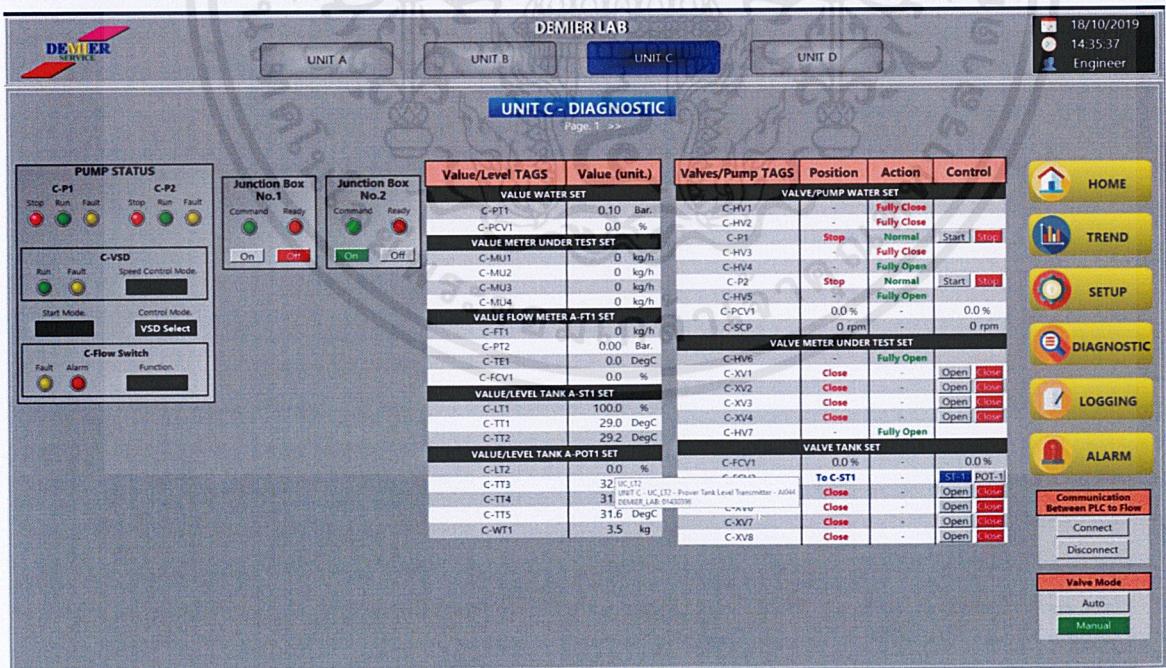 DEMIER
SERVICE
DEMIER LAB
UNIT A
UNIT B
UNIT C
UNIT D
18/10/2019
14:35:37
Engineer
UNIT C - DIAGNOSTIC
Page. 1 >>
PUMP STATUS
C-P1 C-P2
Stop Run Fault Stop Run Fault
C-VSD
Run Fault Speed Control Mode.
Start Mode. Control Mode.
VSD Select
C-Flow Switch
Fault Alarm Function.
Junction Box
No.1
Command Ready
On Off
Junction Box
No.2
Command Ready
On Off
Value/Level TAGS Value (unit.)
VALUE WATER SET
C-PT1 0.10 Bar.
C-PCV1 0.0 %
VALUE METER UNDER TEST SET
C-MU1 0 kg/h
C-MU2 0 kg/h
C-MU3 0 kg/h
C-MU4 0 kg/h
VALUE FLOW METER A-FT1 SET
C-FT1 0 kg/h
C-PT2 0.00 Bar.
C-TE1 0.0 DegC
C-FCV1 0.0 %
VALUE/LEVEL TANK A-ST1 SET
C-LT1 100.0 %
C-TT1 29.0 DegC
C-TT2 29.2 DegC
VALUE/LEVEL TANK A-POT1 SET
C-LT2 0.0 %
C-TT3 32.
C-TT4 31
C-TT5 31.6 DegC
C-WT1 3.5 kg
UC_LT2
UNIT C - UC_LT2 - Prover Tank Level Transmitter - AI044
Valves/Pump TAGS Position Action Control
VALVE/PUMP WATER SET
C-HV1 - Fully Close
C-HV2 - Fully Close
C-P1 Stop Normal Start Stop
C-HV3 - Fully Close
C-HV4 - Fully Open
C-P2 Stop Normal Start Stop
C-HV5 - Fully Open
C-PCV1 0.0 % - 0.0 %
C-SCP 0 rpm - 0 rpm
VALVE METER UNDER TEST SET
C-HV6 - Fully Open
C-XV1 Close - Open Close
C-XV2 Close - Open Close
C-XV3 Close - Open Close
C-XV4 Close - Open Close
C-HV7 - Fully Open
VALVE TANK SET
C-FCV1 0.0 % - 0.0 %
To C-ST1 - ST-1 POT-1
Close - Open Close
Close - Open Close
C-XV7 Close - Open Close
C-XV8 Close - Open Close
HOME
TREND
SETUP
DIAGNOSTIC
LOGGING
ALARM
Communication
Between PLC to Flow
Connect
Disconnect
Valve Mode
Auto
Manual